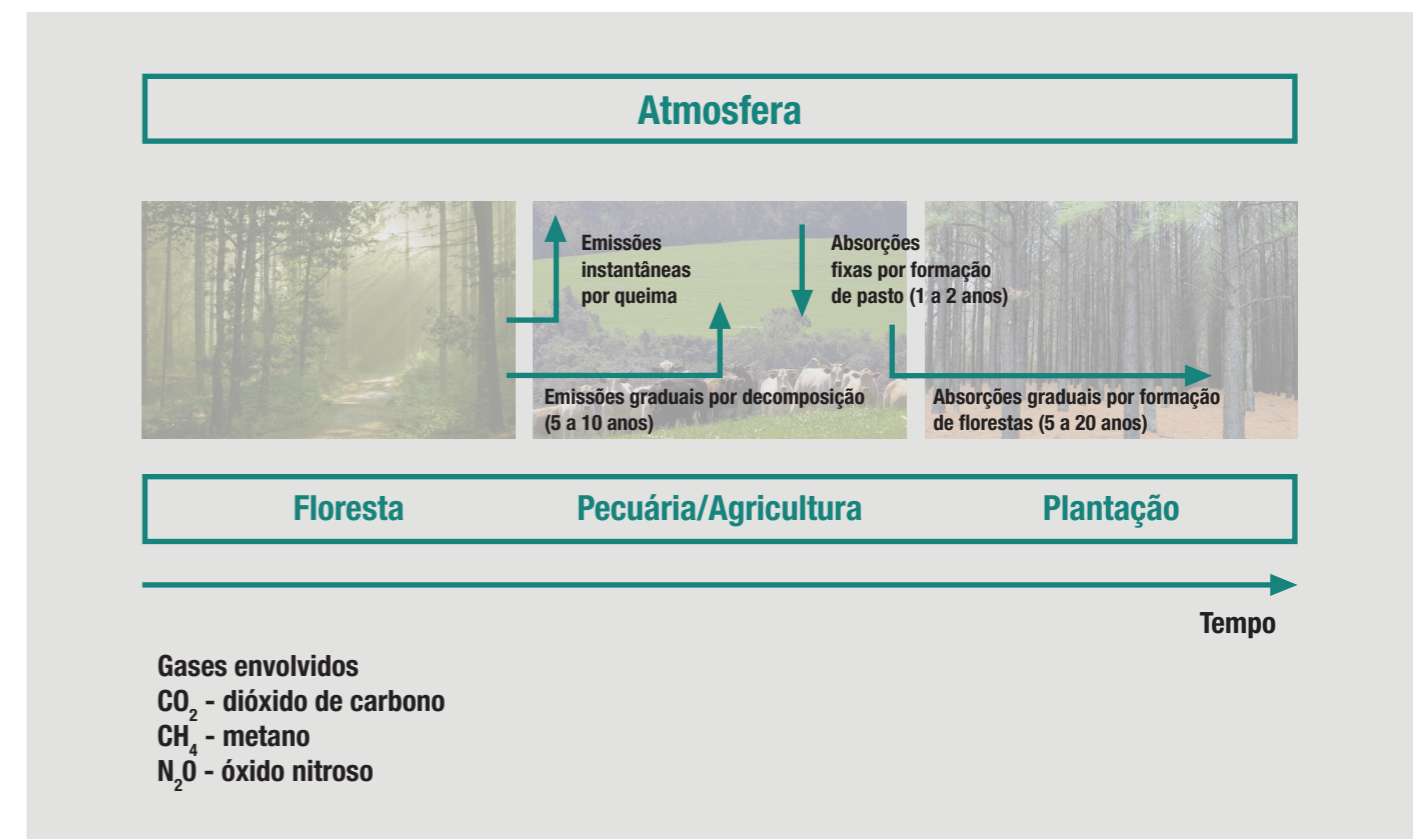 Atmosfera
Emissões
instantâneas
por queima
Absorções
fixas por formação
de pasto (1 a 2 anos)
Emissões graduais por decomposição
(5 a 10 anos)
Absorções graduais por formação
de florestas (5 a 20 anos)
Floresta
Pecuária/Agricultura
Plantação
Tempo
Gases envolvidos
CO₂ - dióxido de carbono
CH₄ - metano
N₂O - óxido nitroso